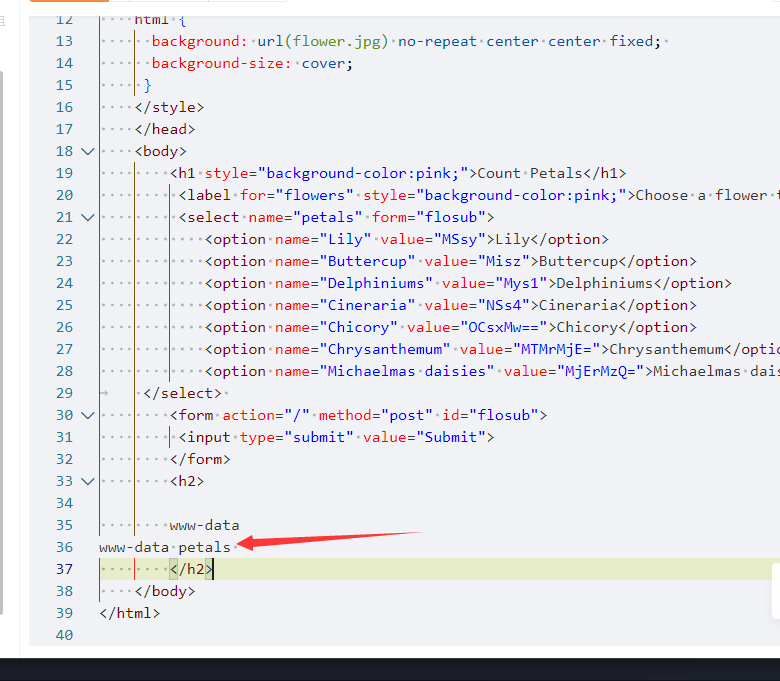 12 html {
13 background: url(flower.jpg) no-repeat center center fixed;
14 background-size: cover;
15 }
16 </style>
17 </head>
18 <body>
19 <h1 style="background-color:pink;">Count Petals</h1>
20 <label for="flowers" style="background-color:pink;">Choose a flower
21 <select name="petals" form="flosub">
22 <option name="Lily" value="MSsy">Lily</option>
23 <option name="Buttercup" value="Misz">Buttercup</option>
24 <option name="Delphiniums" value="Mys1">Delphiniums</option>
25 <option name="Cineraria" value="NSs4">Cineraria</option>
26 <option name="Chicory" value="OCsxMw==">Chicory</option>
27 <option name="Chrysanthemum" value="MTMrMjE=">Chrysanthemum</optio
28 <option name="Michaelmas daisies" value="MjErMzQ=">Michaelmas dais
29 </select>
30 <form action="/" method="post" id="flosub">
31 <input type="submit" value="Submit">
32 </form>
33 <h2>
34
35 www-data
36 www-data petals
37 </h2>
38 </body>
39 </html>
40